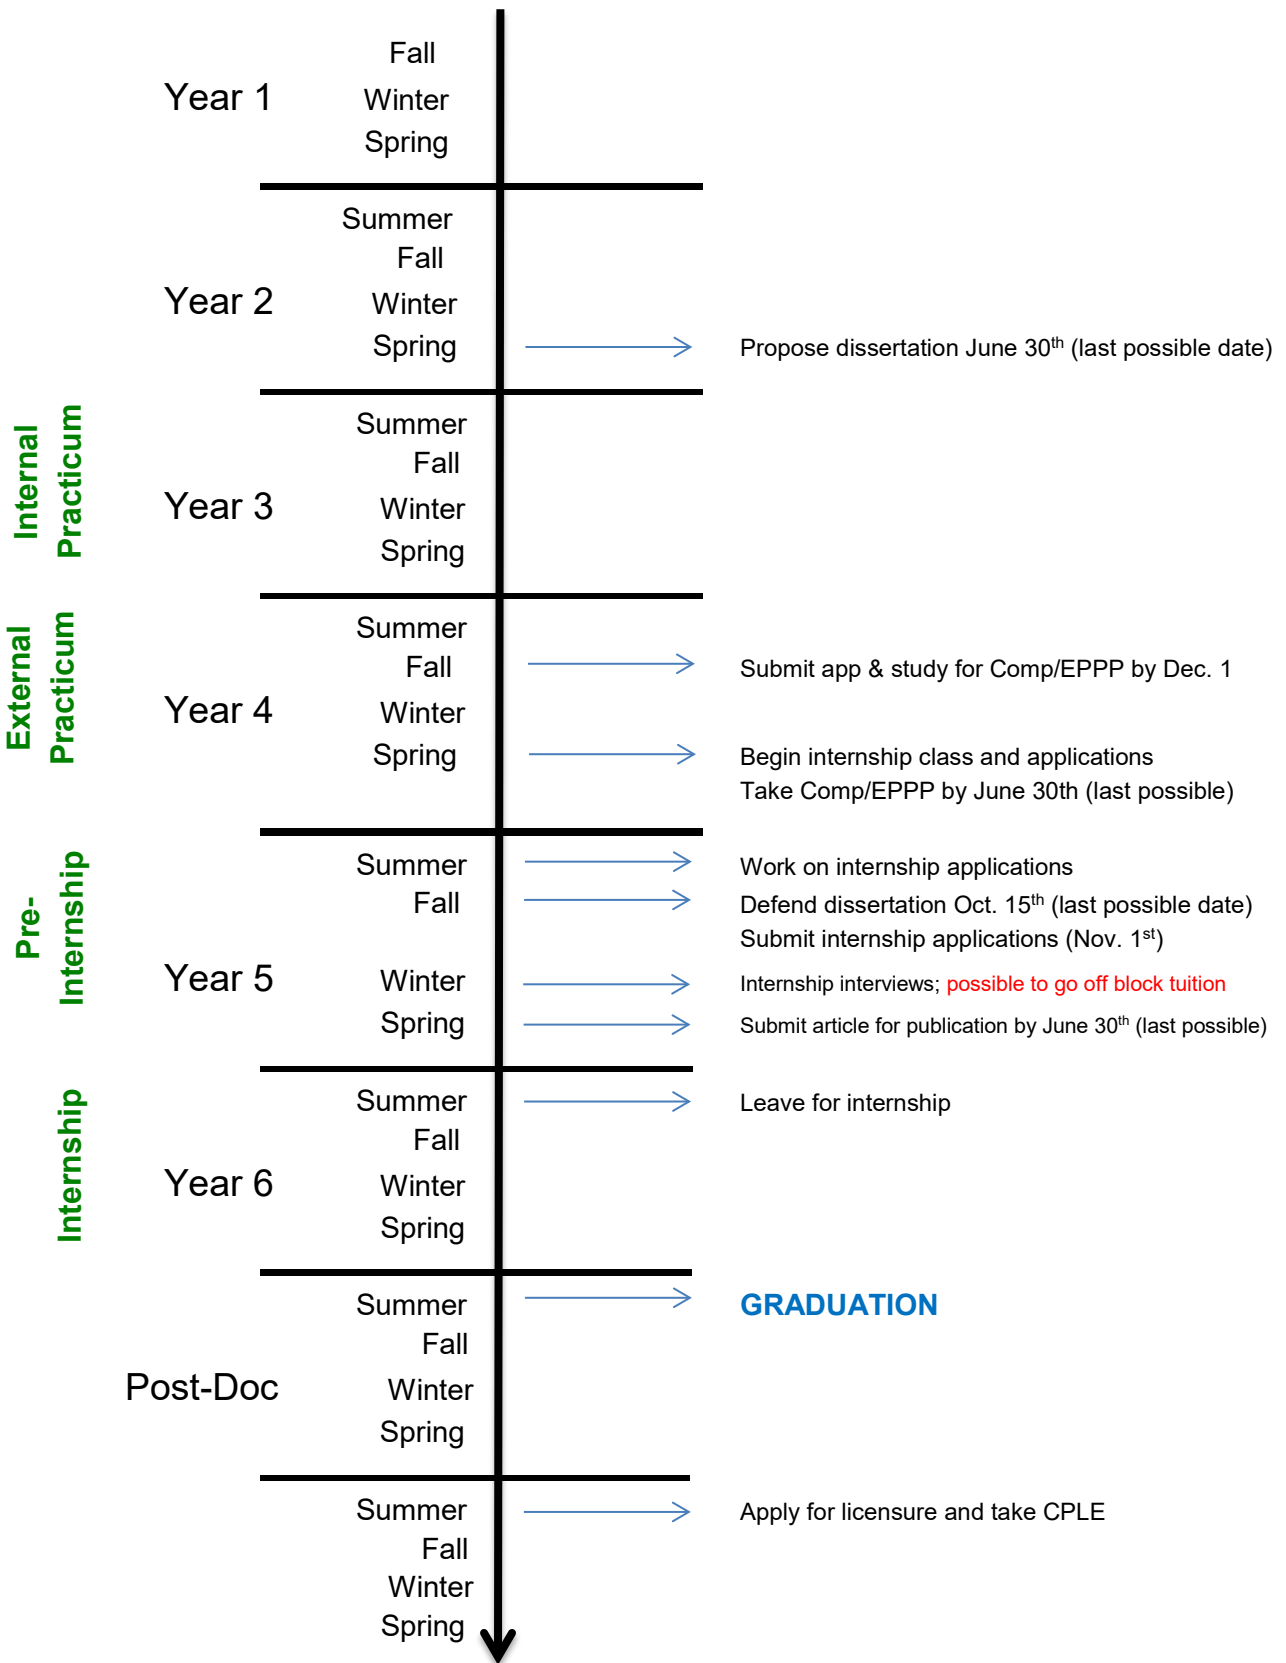 Fall
Year 1
Winter
Spring
Summer
Fall
Year 2
Winter
Spring
Propose dissertation June 30th (last possible date)
Internal
Practicum
Summer
Fall
Year 3
Winter
Spring
External
Practicum
Summer
Fall
Submit app & study for Comp/EPPP by Dec. 1
Year 4
Winter
Spring
Begin internship class and applications
Take Comp/EPPP by June 30th (last possible)
Pre-
Internship
Summer
Work on internship applications
Fall
Defend dissertation Oct. 15th (last possible date)
Submit internship applications (Nov. 1st)
Year 5
Winter
Internship interviews; possible to go off block tuition
Spring
Submit article for publication by June 30th (last possible)
Internship
Summer
Leave for internship
Fall
Year 6
Winter
Spring
Summer
GRADUATION
Fall
Post-Doc
Winter
Spring
Summer
Apply for licensure and take CPLE
Fall
Winter
Spring